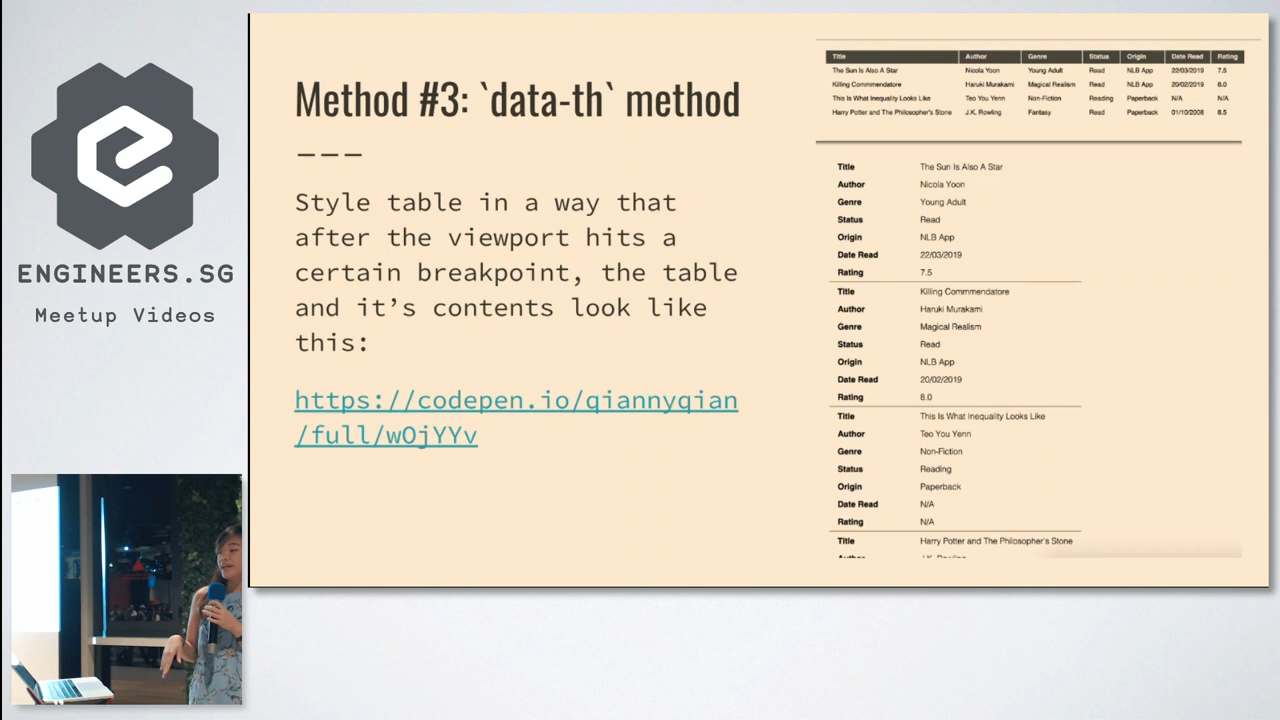 ENGINEERS.SG
Meetup Videos
Method #3: `data-th` method
---
Style table in a way that
after the viewport hits a
certain breakpoint, the table
and it’s contents look like
this:
https://codepen.io/qiannyqian
/full/wOjYYv
Title Author Genre Status Origin Date Read Rating
The Sun Is Also A Star Nicola Yoon Young Adult Read NLB App 22/03/2019 7.5
Killing Commmendatore Haruki Murakami Magical Realism Read NLB App 20/02/2019 8.0
This Is What Inequality Looks Like Teo You Yenn Non-Fiction Reading Paperback N/A N/A
Harry Potter and The Philosopher's Stone J.K. Rowling Fantasy Read Paperback 01/10/2008 8.5
Title The Sun Is Also A Star
Author Nicola Yoon
Genre Young Adult
Status Read
Origin NLB App
Date Read 22/03/2019
Rating 7.5
Title Killing Commmendatore
Author Haruki Murakami
Genre Magical Realism
Status Read
Origin NLB App
Date Read 20/02/2019
Rating 8.0
Title This Is What Inequality Looks Like
Author Teo You Yenn
Genre Non-Fiction
Status Reading
Origin Paperback
Date Read N/A
Rating N/A
Title Harry Potter and The Philosopher's Stone
Author J.K. Rowling